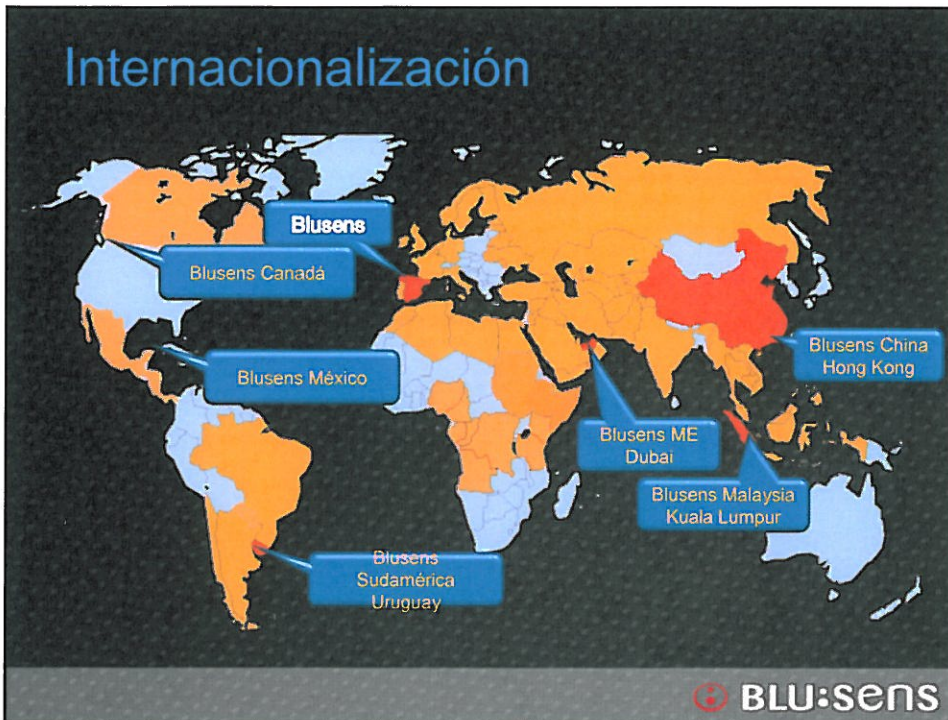 Internacionalización
Blusens
Blusens Canadá
Blusens México
Blusens China
Hong Kong
Blusens ME
Dubai
Blusens Malaysia
Kuala Lumpur
Blusens
Sudamérica
Uruguay
BLU:sens